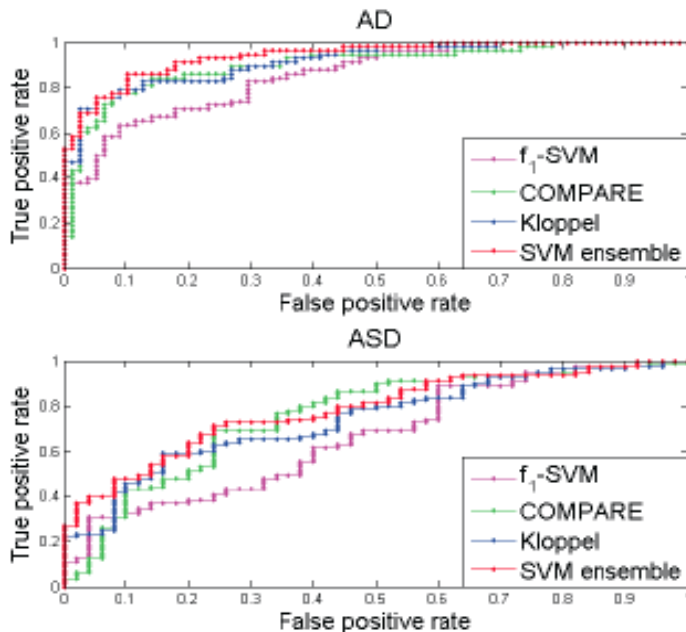 AD
True positive rate
1
0.8
0.6
0.4
0.2
0
0 0.1 0.2 0.3 0.4 0.5 0.6 0.7 0.8 0.9
False positive rate
f₁-SVM
COMPARE
Kloppel
SVM ensemble
ASD
True positive rate
1
0.8
0.6
0.4
0.2
0
0 0.1 0.2 0.3 0.4 0.5 0.6 0.7 0.8 0.9
False positive rate
f₁-SVM
COMPARE
Kloppel
SVM ensemble